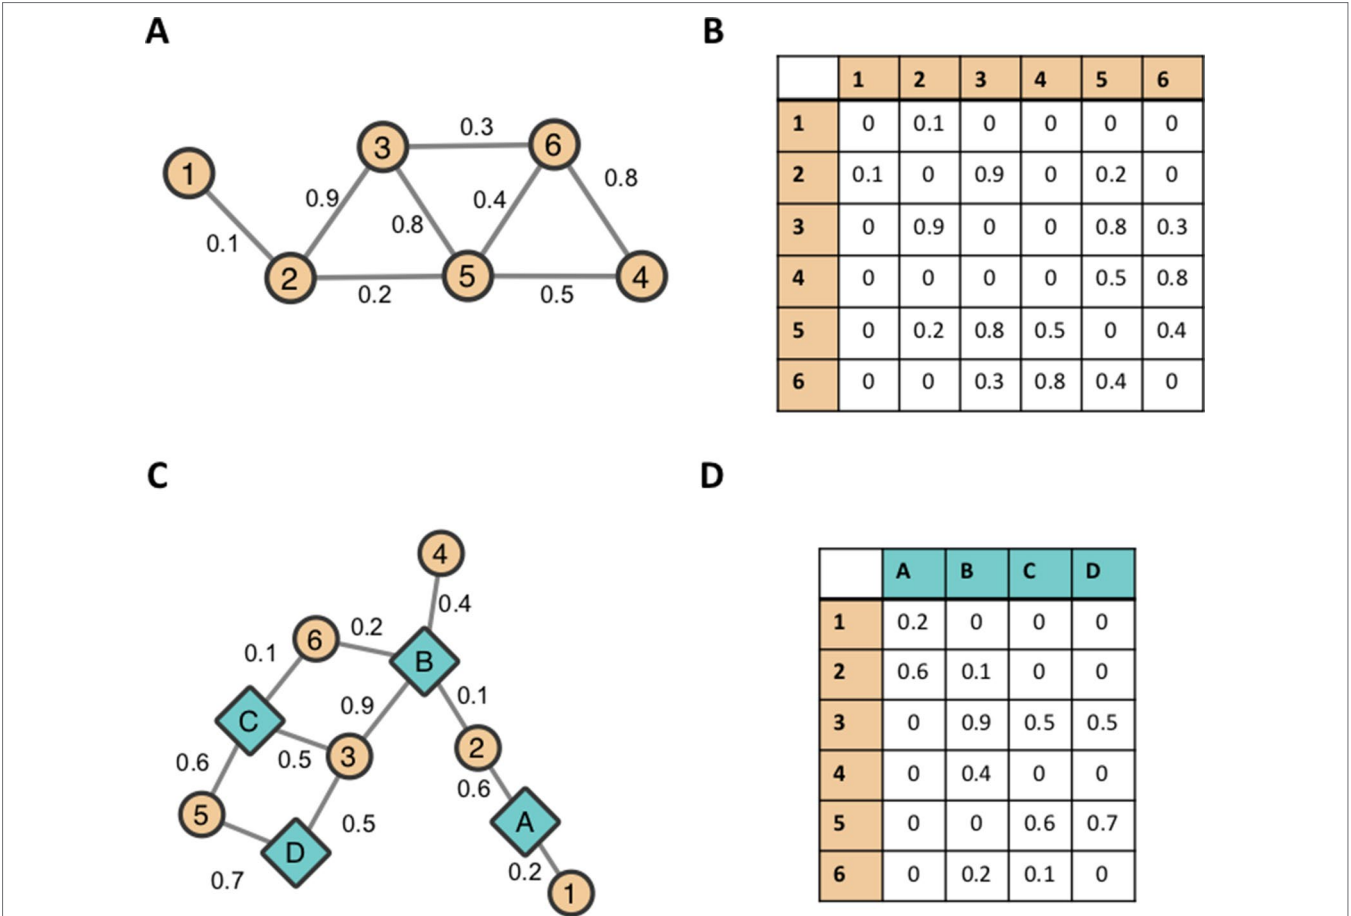 A
B
0.3
3
6
1
0.9
0.8
0.4
0.8
0.1
2
5
4
0.2
0.5
1 2 3 4 5 6
1 0 0.1 0 0 0 0
2 0.1 0 0.9 0 0.2 0
3 0 0.9 0 0 0.8 0.3
4 0 0 0 0 0.5 0.8
5 0 0.2 0.8 0.5 0 0.4
6 0 0 0.3 0.8 0.4 0
C
D
4
0.4
6
0.2
B
0.1
0.9
0.1
C
0.5
3
2
0.6
0.6
5
0.5
A
D
0.7
0.2
1
A B C D
1 0.2 0 0 0
2 0.6 0.1 0 0
3 0 0.9 0.5 0.5
4 0 0.4 0 0
5 0 0 0.6 0.7
6 0 0.2 0.1 0